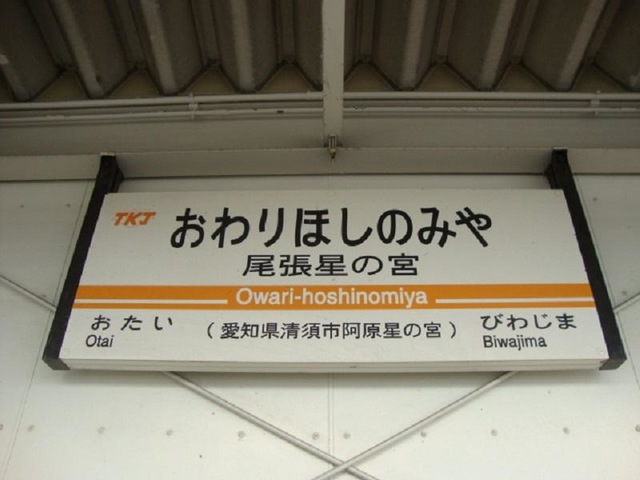 TKJ
おわりほしのみや
尾張星の宮
Owari-hoshinomiya
おたい
Otai
（愛知県清須市阿原星の宮）
びわじま
Biwajima